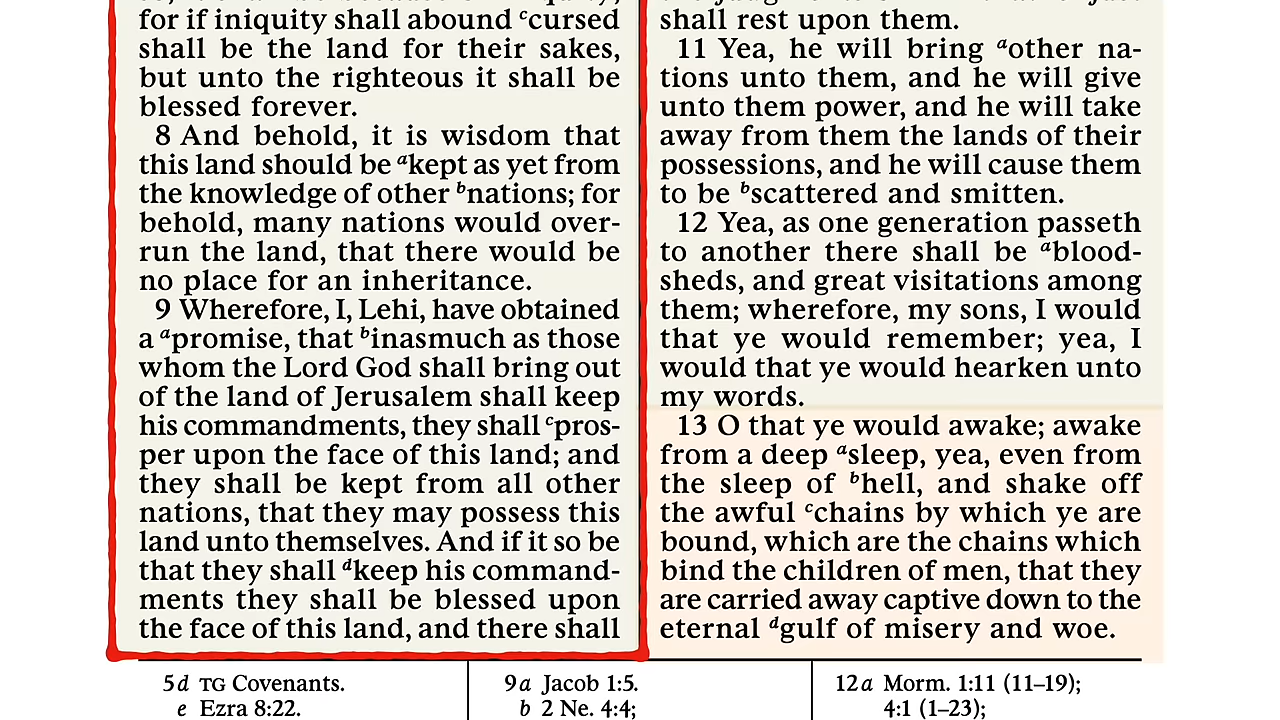 for if iniquity shall abound ccursed
shall be the land for their sakes,
but unto the righteous it shall be
blessed forever.
8 And behold, it is wisdom that
this land should be akept as yet from
the knowledge of other bnations; for
behold, many nations would over-
run the land, that there would be
no place for an inheritance.
9 Wherefore, I, Lehi, have obtained
a apromise, that binasmuch as those
whom the Lord God shall bring out
of the land of Jerusalem shall keep
his commandments, they shall cpros-
per upon the face of this land; and
they shall be kept from all other
nations, that they may possess this
land unto themselves. And if it so be
that they shall dkeep his command-
ments they shall be blessed upon
the face of this land, and there shall
shall rest upon them.
11 Yea, he will bring aother na-
tions unto them, and he will give
unto them power, and he will take
away from them the lands of their
possessions, and he will cause them
to be bscattered and smitten.
12 Yea, as one generation passeth
to another there shall be ablood-
sheds, and great visitations among
them; wherefore, my sons, I would
that ye would remember; yea, I
would that ye would hearken unto
my words.
13 O that ye would awake; awake
from a deep asleep, yea, even from
the sleep of bhell, and shake off
the awful cchains by which ye are
bound, which are the chains which
bind the children of men, that they
are carried away captive down to the
eternal dgulf of misery and woe.
5d TG Covenants.
e Ezra 8:22.
9a Jacob 1:5.
b 2 Ne. 4:4;
12a Morm. 1:11 (11–19);
4:1 (1–23);